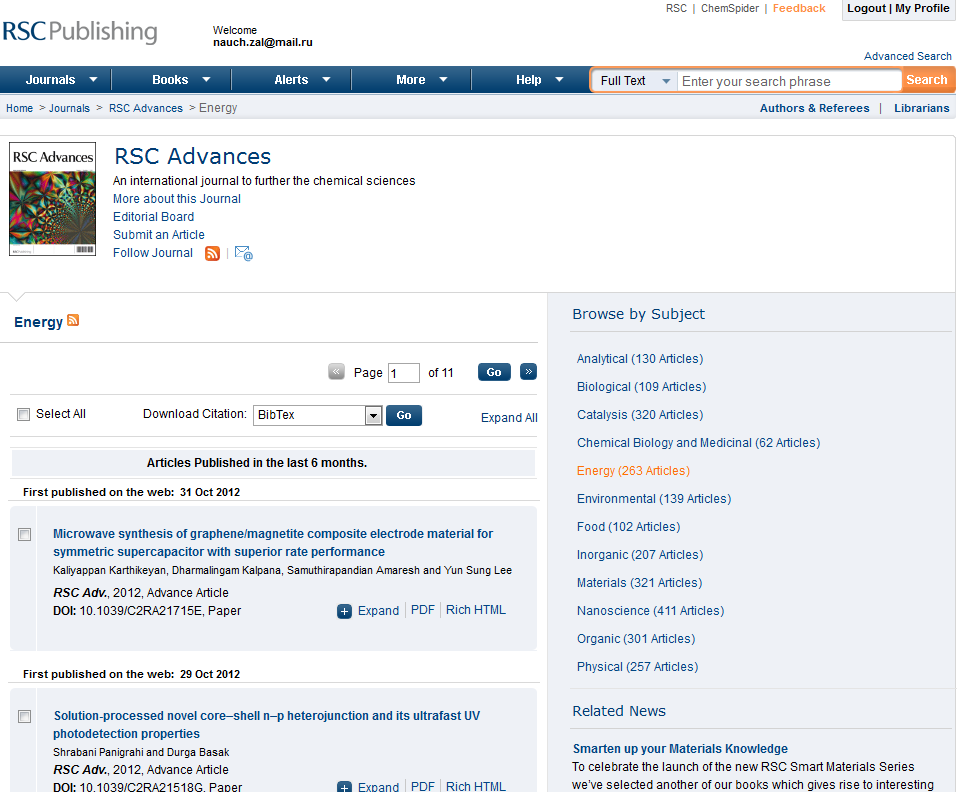 RSC | ChemSpider | Feedback
Logout | My Profile
RSCPublishing
Welcome
nauch.zal@mail.ru
Advanced Search
Journals Books Alerts More Help Full Text Enter your search phrase Search
Home > Journals > RSC Advances > Energy
Authors & Referees | Librarians
RSC Advances
RSC Advances
An international journal to further the chemical sciences
More about this Journal
Editorial Board
Submit an Article
Follow Journal
Energy
« Page 1 of 11 Go »
Select All Download Citation: BibTex Go Expand All
Articles Published in the last 6 months.
First published on the web: 31 Oct 2012
Microwave synthesis of graphene/magnetite composite electrode material for
symmetric supercapacitor with superior rate performance
Kaliyappan Karthikeyan, Dharmalingam Kalpana, Samuthirapandian Amaresh and Yun Sung Lee
RSC Adv., 2012, Advance Article
DOI: 10.1039/C2RA21715E, Paper
Expand PDF Rich HTML
First published on the web: 29 Oct 2012
Solution-processed novel core–shell n–p heterojunction and its ultrafast UV
photodetection properties
Shrabani Panigrahi and Durga Basak
RSC Adv., 2012, Advance Article
DOI: 10.1039/C2RA21518G, Paper
Expand PDF Rich HTML
Browse by Subject
Analytical (130 Articles)
Biological (109 Articles)
Catalysis (320 Articles)
Chemical Biology and Medicinal (62 Articles)
Energy (263 Articles)
Environmental (139 Articles)
Food (102 Articles)
Inorganic (207 Articles)
Materials (321 Articles)
Nanoscience (411 Articles)
Organic (301 Articles)
Physical (257 Articles)
Related News
Smarten up your Materials Knowledge
To celebrate the launch of the new RSC Smart Materials Series
we've selected another of our books which gives rise to interesting